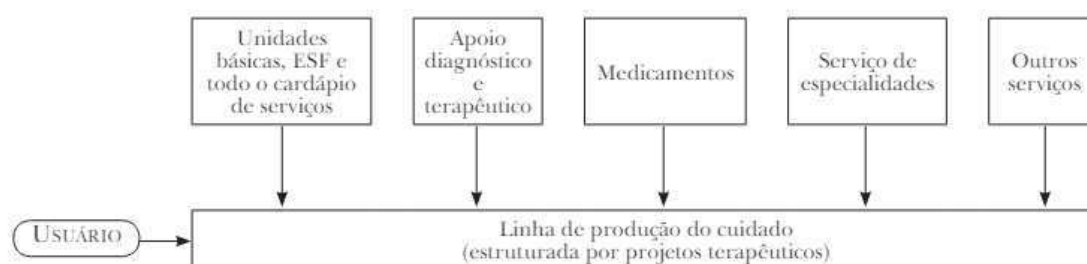 Unidades
básicas, ESF e
todo o cardápio
de serviços
Apoio
diagnóstico
e
terapêutico
Medicamentos
Serviço de
especialidades
Outros
serviços
USUÁRIO
Linha de produção do cuidado
(estruturada por projetos terapêuticos)